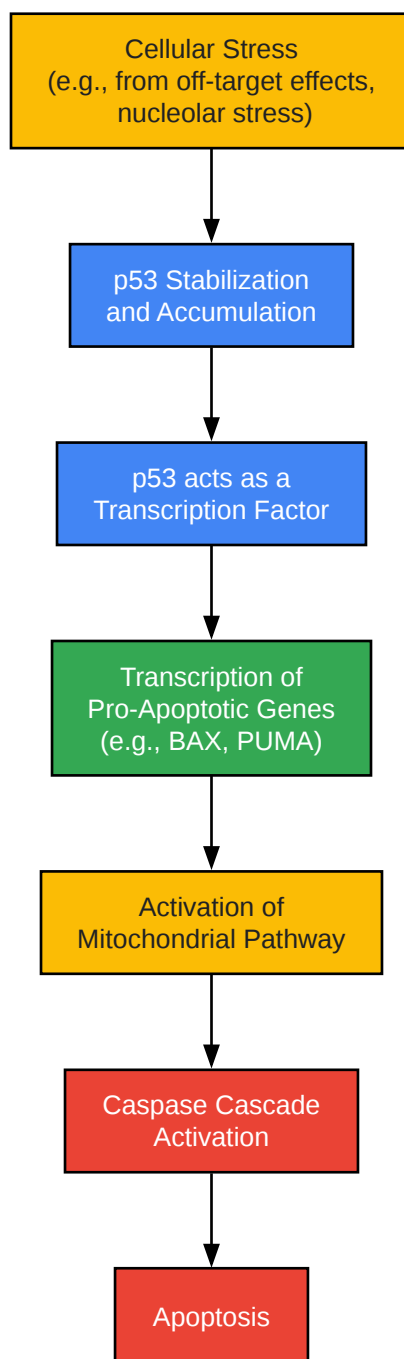 Cellular Stress
(e.g., from off-target effects,
nucleolar stress)
p53 Stabilization
and Accumulation
p53 acts as a
Transcription Factor
Transcription of
Pro-Apoptotic Genes
(e.g., BAX, PUMA)
Activation of
Mitochondrial Pathway
Caspase Cascade
Activation
Apoptosis